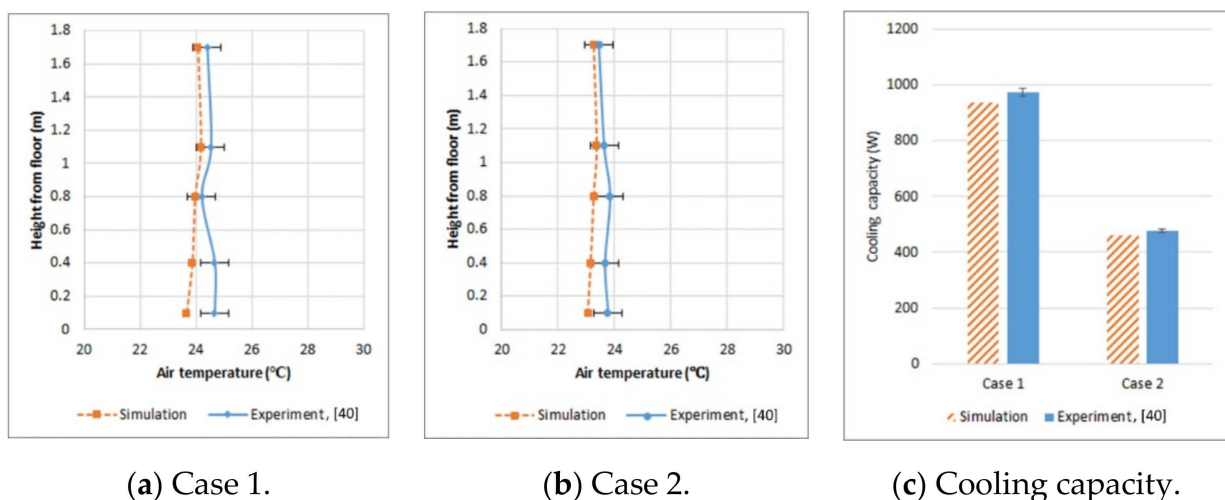 1.8
1.6
1.4
1.2
1
0.8
0.6
0.4
0.2
0
Height from floor (m)
20 22 24 26 28 30
Air temperature (°C)
Simulation Experiment, [40]
1.8
1.6
1.4
1.2
1
0.8
0.6
0.4
0.2
0
Height from floor (m)
20 22 24 26 28 30
Air temperature (°C)
Simulation Experiment, [40]
1200
1000
800
600
400
200
0
Cooling capacity (W)
Case 1 Case 2
Simulation Experiment, [40]
(a) Case 1. (b) Case 2. (c) Cooling capacity.